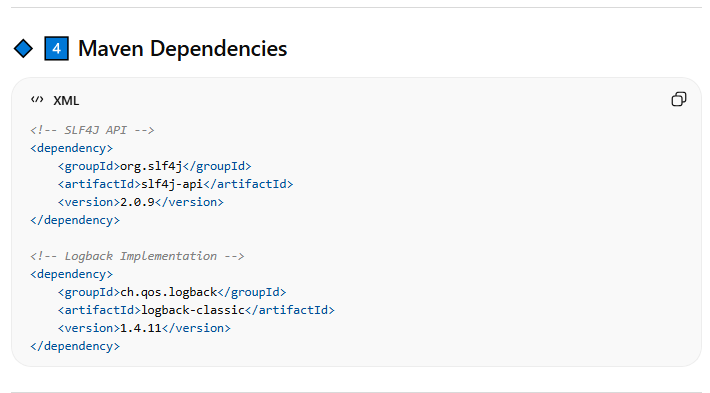 4 Maven Dependencies
</> XML
<!-- SLF4J API -->
<dependency>
    <groupId>org.slf4j</groupId>
    <artifactId>slf4j-api</artifactId>
    <version>2.0.9</version>
</dependency>

<!-- Logback Implementation -->
<dependency>
    <groupId>ch.qos.logback</groupId>
    <artifactId>logback-classic</artifactId>
    <version>1.4.11</version>
</dependency>